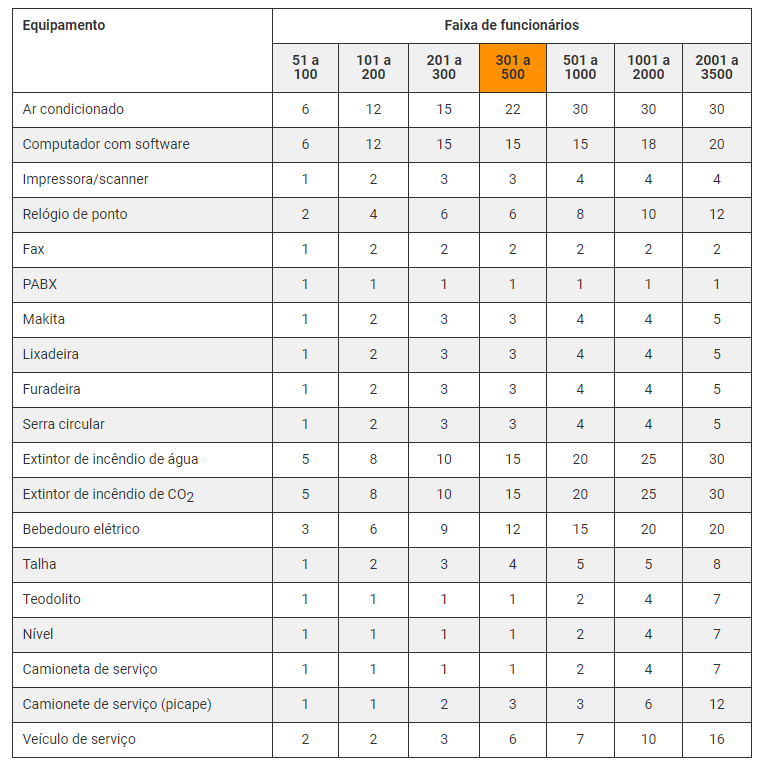 Equipamento Faixa de funcionários
51 a 101 a 201 a 301 a 501 a 1001 a 2001 a
100 200 300 500 1000 2000 3500
Ar condicionado 6 12 15 22 30 30 30
Computador com software 6 12 15 15 15 18 20
Impressora/scanner 1 2 3 3 4 4 4
Relógio de ponto 2 4 6 6 8 10 12
Fax 1 2 2 2 2 2 2
PABX 1 1 1 1 1 1 1
Makita 1 2 3 3 4 4 5
Lixadeira 1 2 3 3 4 4 5
Furadeira 1 2 3 3 4 4 5
Serra circular 1 2 3 3 4 4 5
Extintor de incêndio de água 5 8 10 15 20 25 30
Extintor de incêndio de CO2 5 8 10 15 20 25 30
Bebedouro elétrico 3 6 9 12 15 20 20
Talha 1 2 3 4 5 5 8
Teodolito 1 1 1 1 2 4 7
Nível 1 1 1 1 2 4 7
Camioneta de serviço 1 1 1 1 2 4 7
Camionete de serviço (picape) 1 1 2 3 3 6 12
Veículo de serviço 2 2 3 6 7 10 16